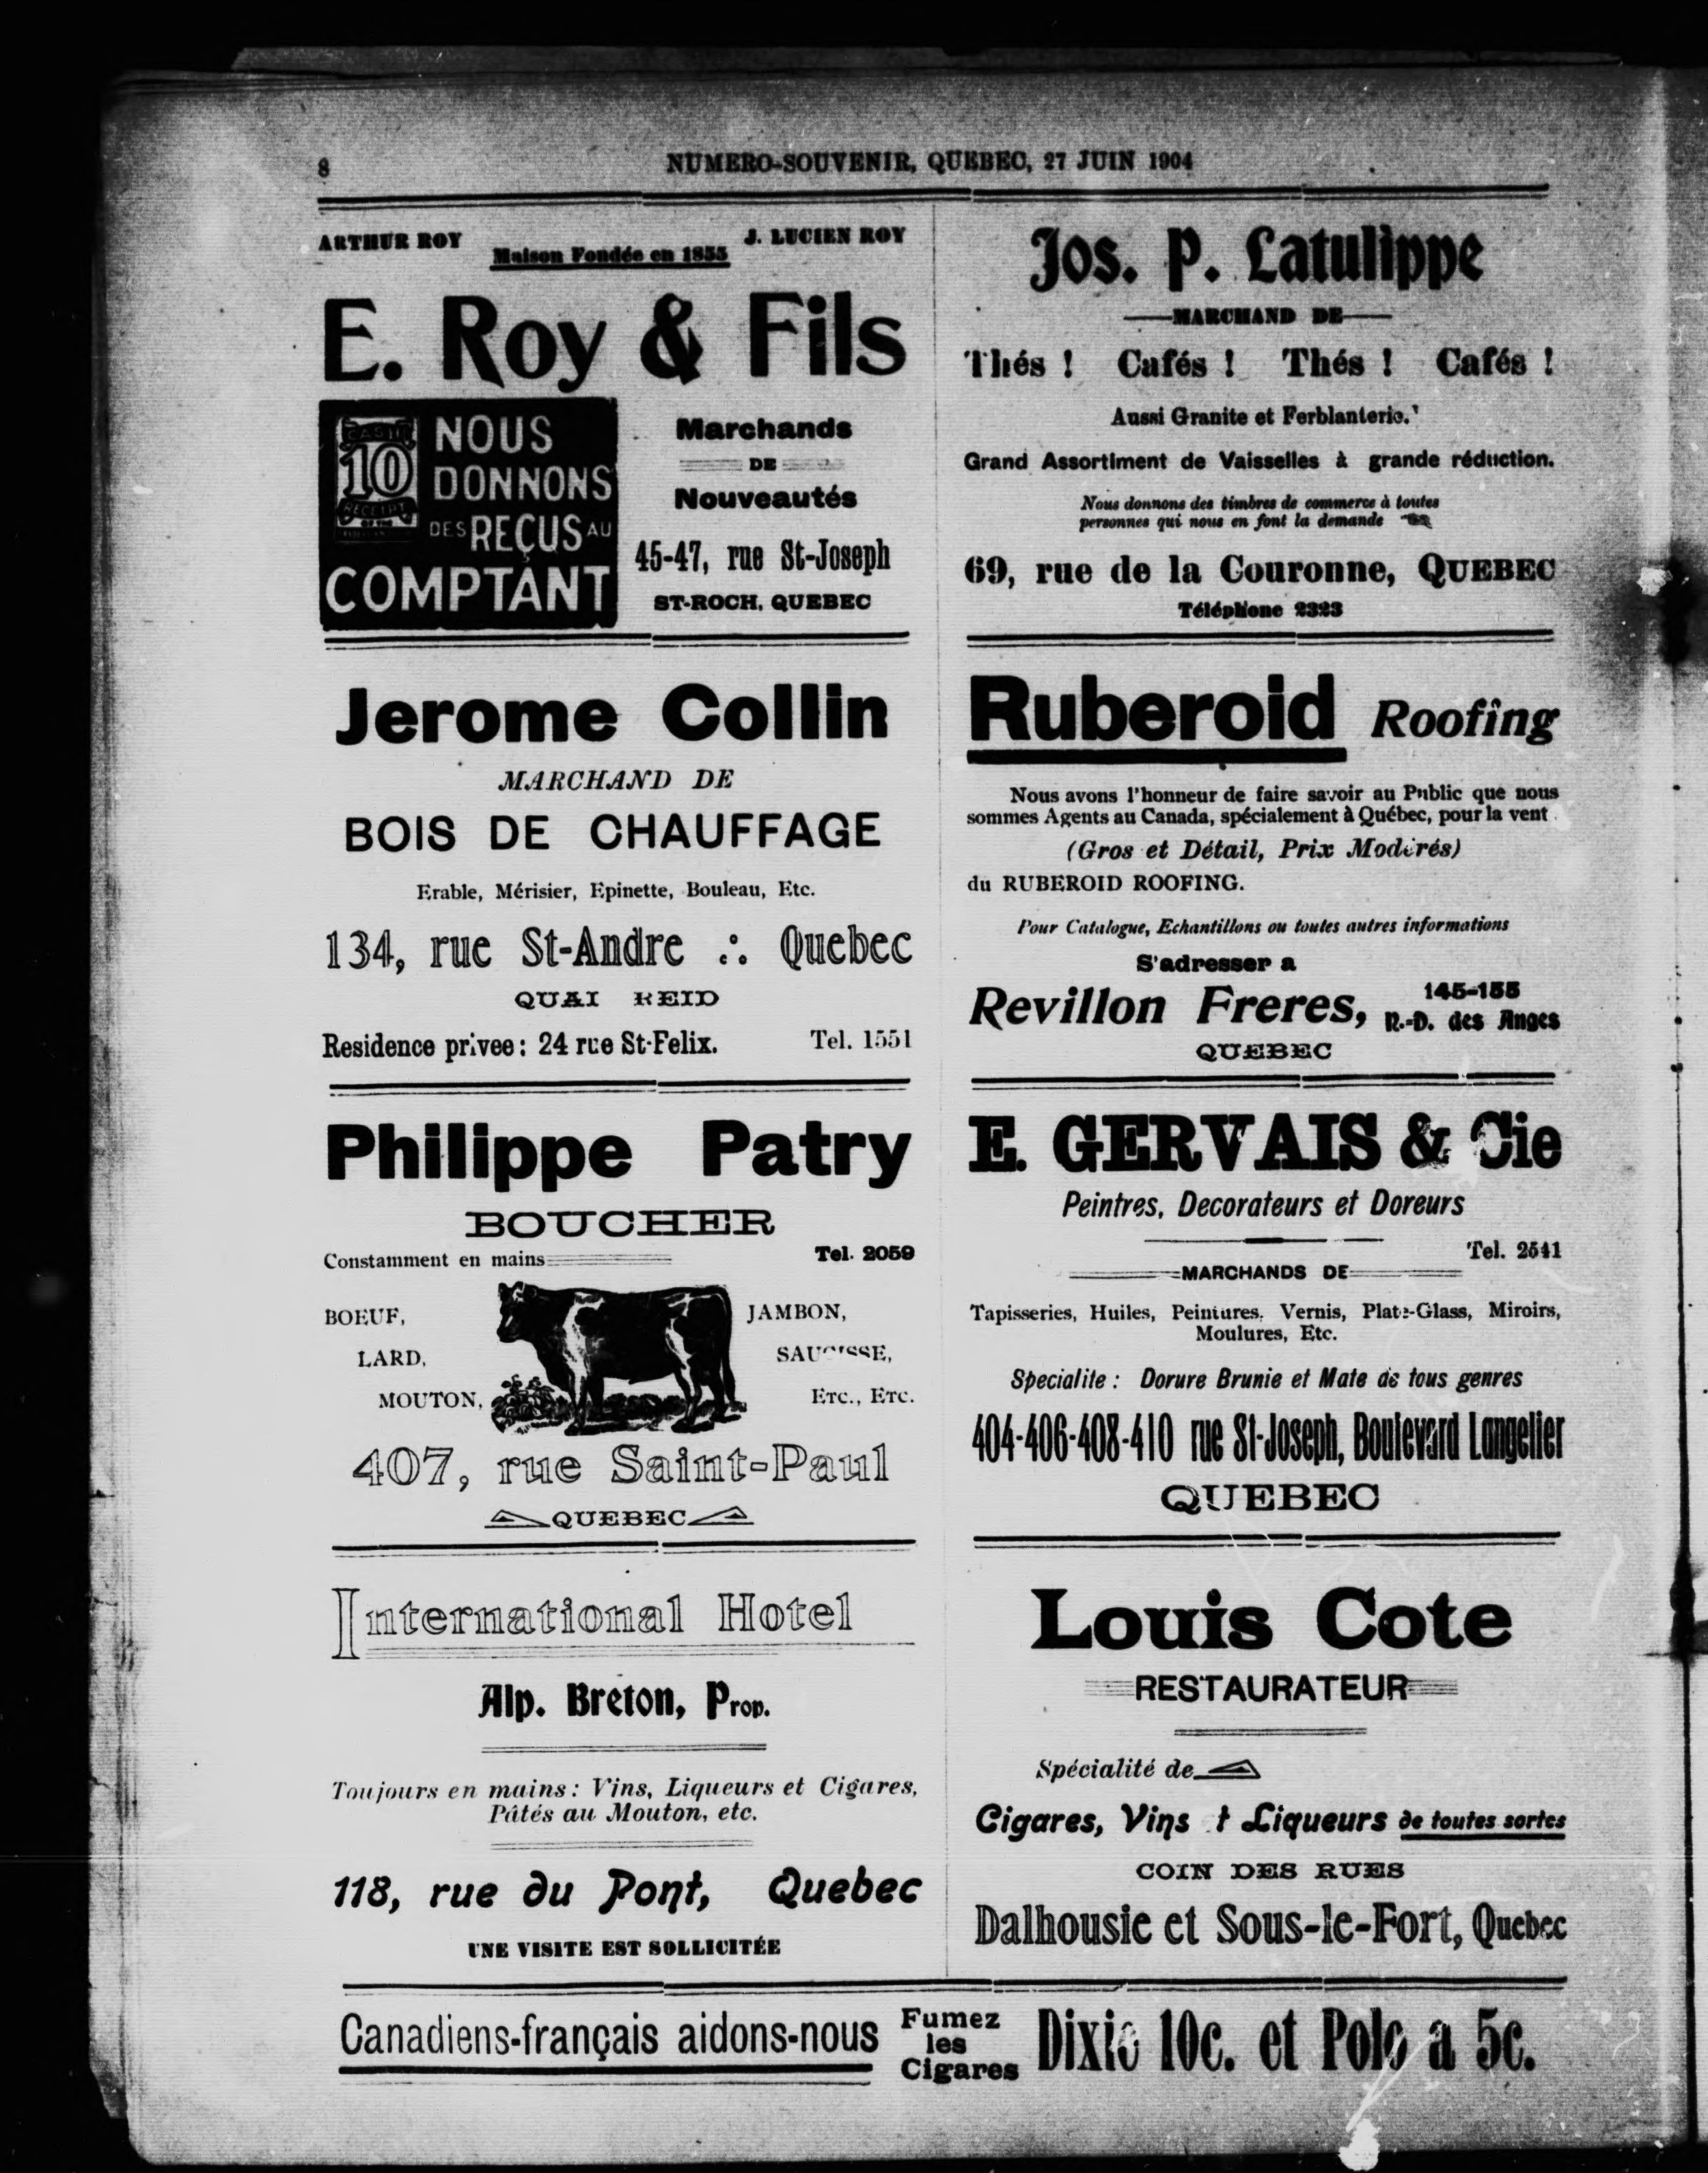 8
NUMERO-SOUVENIR, QUEBEC, 27 JUIN 1904
ARTHUR ROY
Maison Fondée en 1855
J. LUCIEN ROY
E. Roy & Fils
10
NOUS
DONNONS
DES REÇUS AU
COMPTANT
Marchands
DE
Nouveautés
45-47, rue St-Joseph
ST-ROCH, QUEBEC
Jerome Collin
MARCHAND DE
BOIS DE CHAUFFAGE
Erable, Mérisier, Epinette, Bouleau, Etc.
134, rue St-Andre .:. Quebec
QUAI REID
Residence privee: 24 rue St-Felix. Tel. 1551
Philippe Patry
BOUCHER
Constamment en mains
Tel. 2059
BOEUF,
LARD,
MOUTON,
JAMBON,
SAUCISSE,
ETC., ETC.
407, rue Saint-Paul
QUEBEC
International Hotel
Alp. Breton, Prop.
Toujours en mains: Vins, Liqueurs et Cigares,
Pâtés au Mouton, etc.
118, rue du Pont, Quebec
UNE VISITE EST SOLLICITÉE
Jos. P. Latulippe
MARCHAND DE
Thés ! Cafés ! Thés ! Cafés !
Aussi Granite et Ferblanterie.
Grand Assortiment de Vaisselles à grande réduction.
Nous donnons des timbres de commerce à toutes
personnes qui nous en font la demande
69, rue de la Couronne, QUEBEC
Téléphone 2323
Ruberoid Roofing
Nous avons l'honneur de faire savoir au Public que nous
sommes Agents au Canada, spécialement à Québec, pour la vent
(Gros et Détail, Prix Modérés)
du RUBEROID ROOFING.
Pour Catalogue, Echantillons ou toutes autres informations
S'adresser a
Revillon Freres, 145-155
N.-D. des Anges
QUEBEC
E. GERVAIS & Cie
Peintres, Decorateurs et Doreurs
Tel. 2541
MARCHANDS DE
Tapisseries, Huiles, Peintures, Vernis, Plate-Glass, Miroirs,
Moulures, Etc.
Specialite : Dorure Brunie et Mate de tous genres
404-406-408-410 rue St-Joseph, Boulevard Langelier
QUEBEC
Louis Cote
RESTAURATEUR
Spécialité de
Cigares, Vins t Liqueurs de toutes sortes
COIN DES RUES
Dalhousie et Sous-le-Fort, Quebec
Canadiens-français aidons-nous
Fumez
les
Cigares
Dixie 10c. et Polo a 5c.